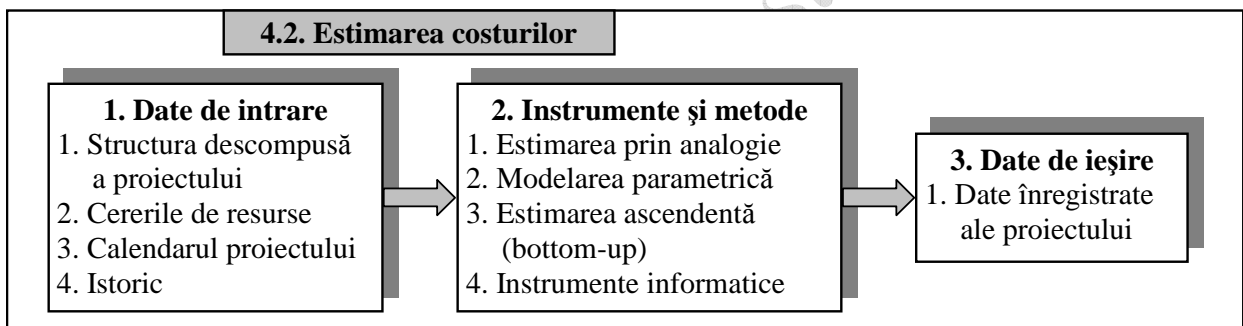 4.2. Estimarea costurilor
1. Date de intrare
1. Structura descompusă
a proiectului
2. Cererile de resurse
3. Calendarul proiectului
4. Istoric
2. Instrumente şi metode
1. Estimarea prin analogie
2. Modelarea parametrică
3. Estimarea ascendentă
(bottom-up)
4. Instrumente informatice
3. Date de ieşire
1. Date înregistrate
ale proiectului